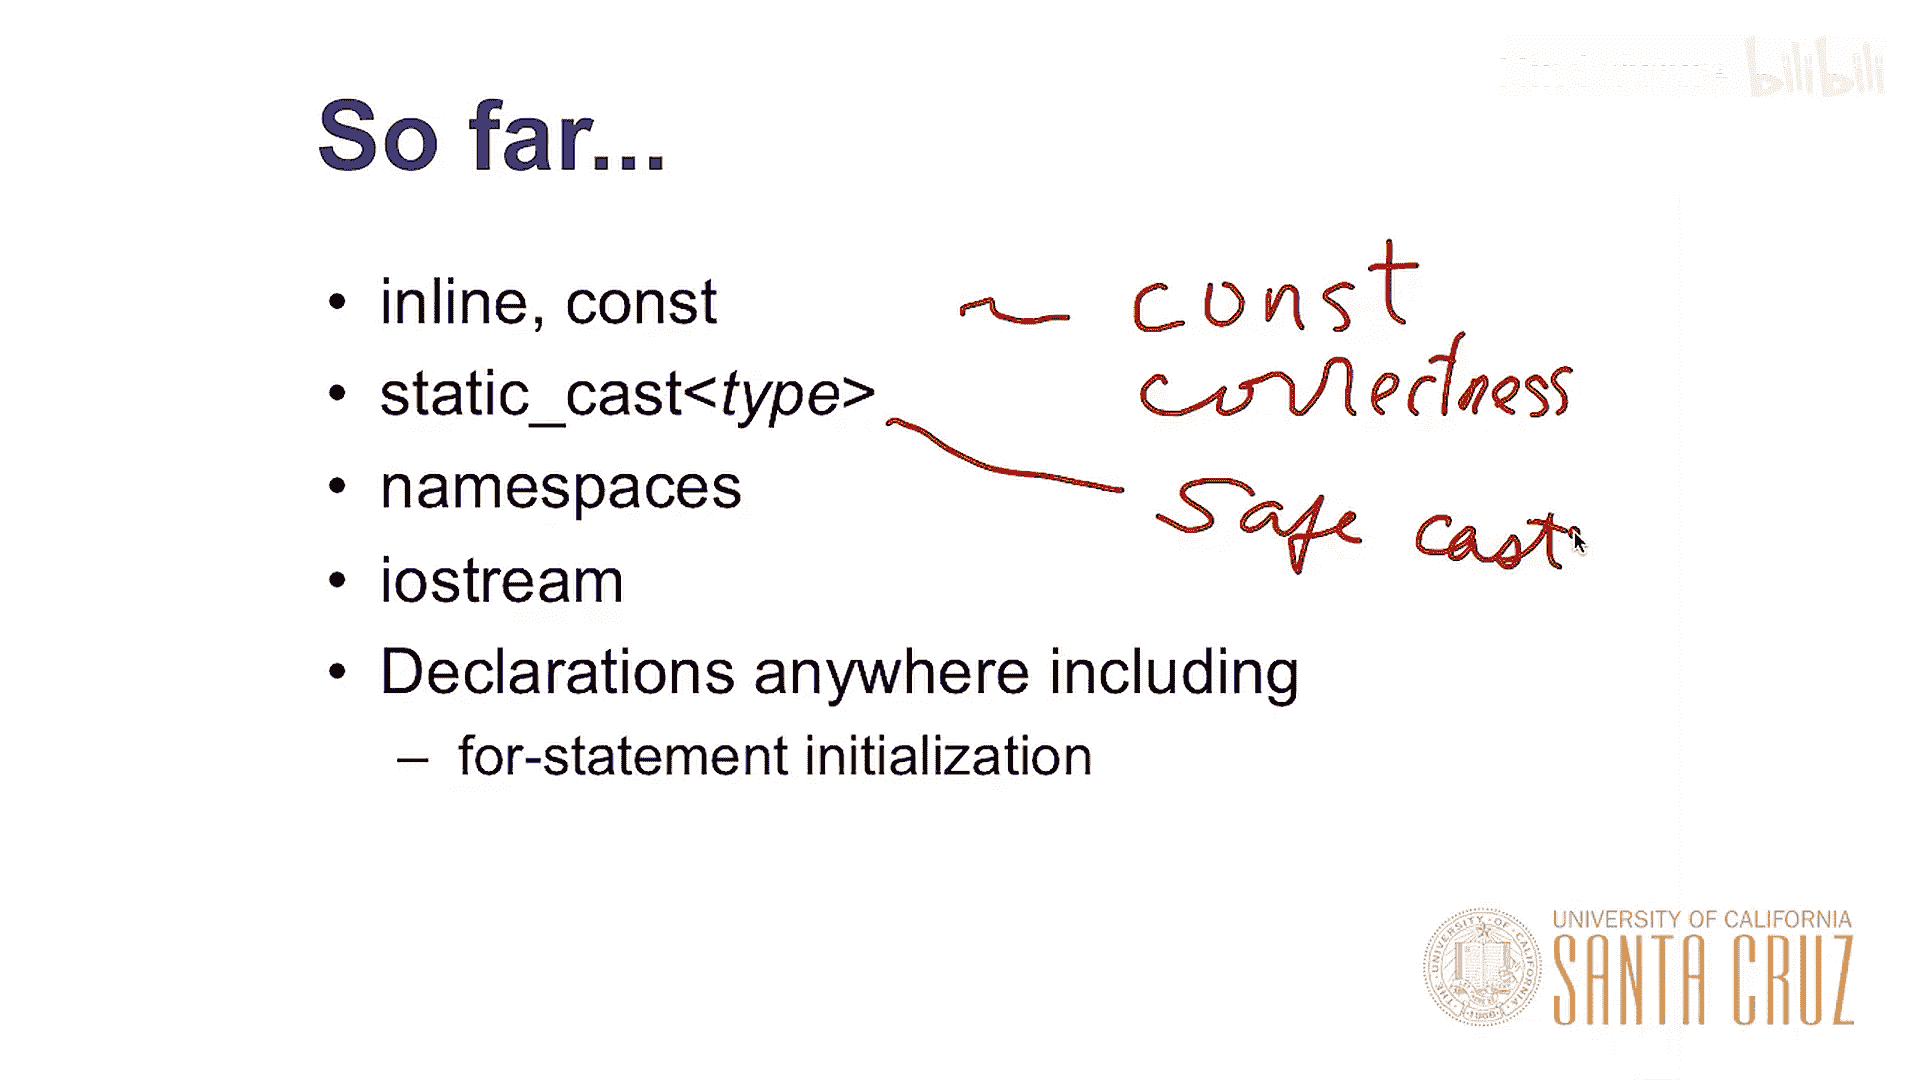 bilibili
So far...
• inline, const
~ const
correctness
• static_cast<type>
safe cast
• namespaces
• iostream
• Declarations anywhere including
– for-statement initialization
UNIVERSITY OF CALIFORNIA
SANTA CRUZ